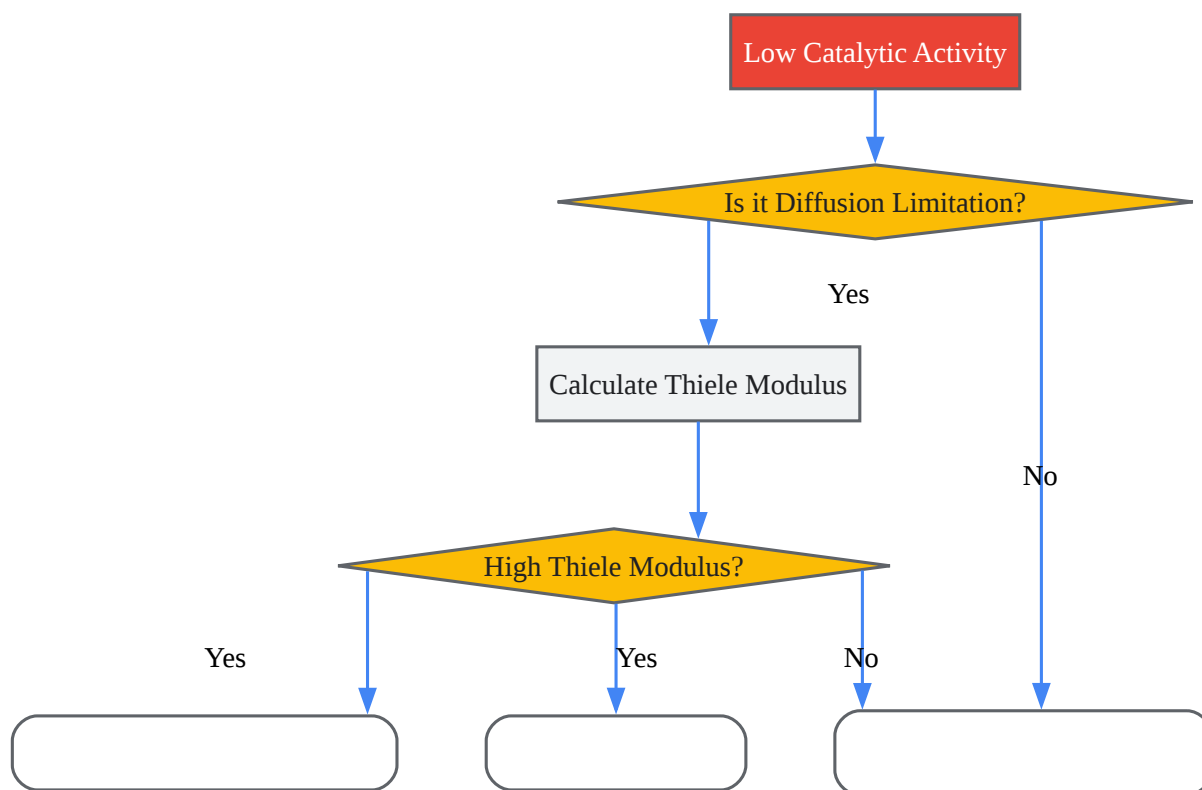 Low Catalytic Activity
Is it Diffusion Limitation?
Yes
Calculate Thiele Modulus
No
High Thiele Modulus?
Yes
Yes
No